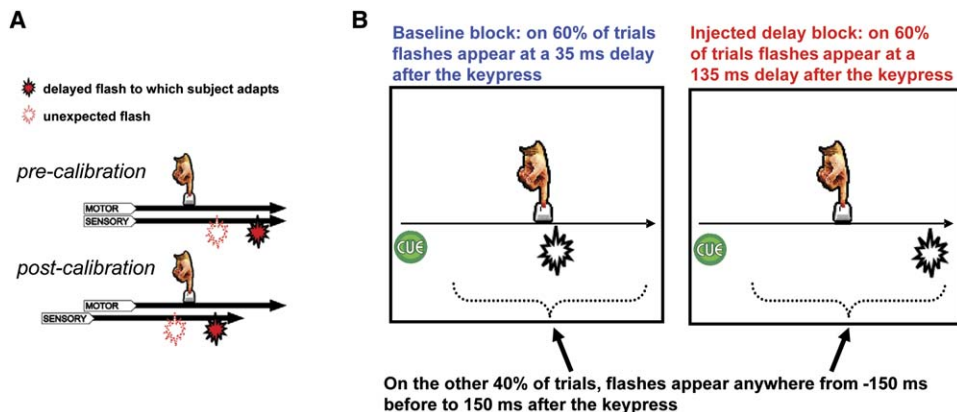 A
delayed flash to which subject adapts
unexpected flash
pre-calibration
MOTOR
SENSORY
post-calibration
MOTOR
SENSORY
B
Baseline block: on 60% of trials
flashes appear at a 35 ms delay
after the keypress
CUE
Injected delay block: on 60%
of trials flashes appear at a
135 ms delay after the keypress
CUE
On the other 40% of trials, flashes appear anywhere from -150 ms
before to 150 ms after the keypress